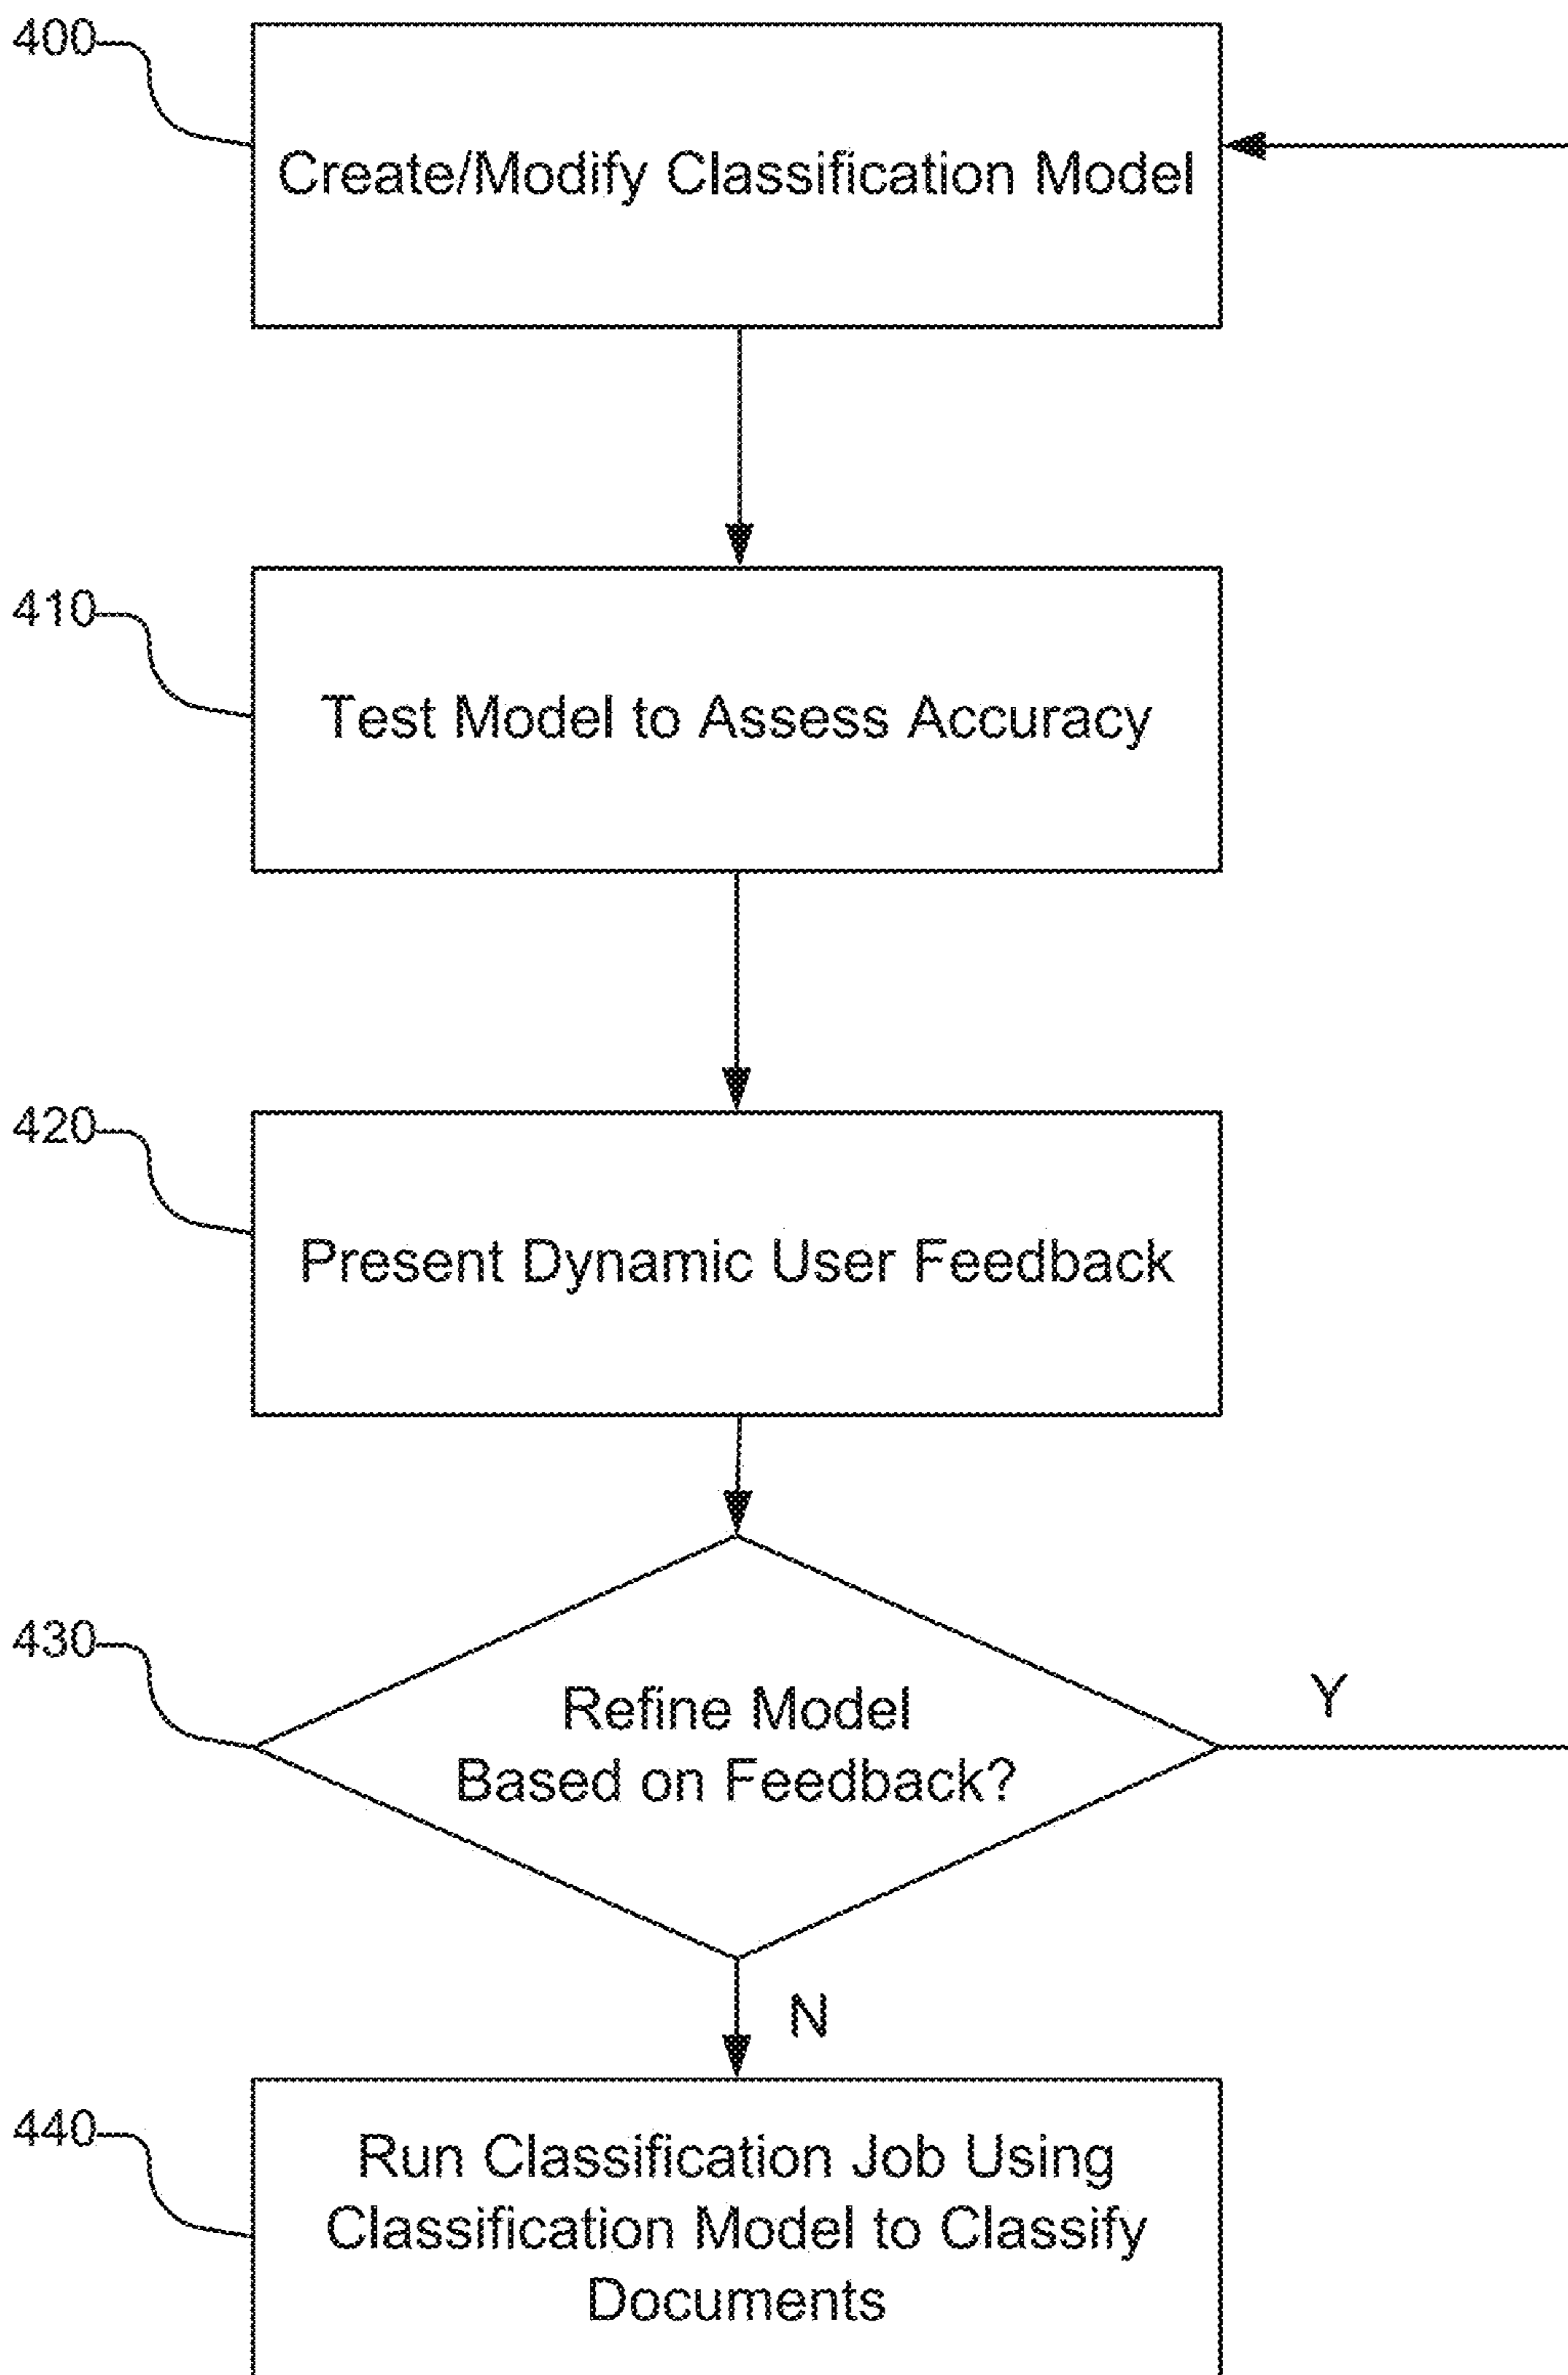 400
Create/Modify Classification Model
410
Test Model to Assess Accuracy
420
Present Dynamic User Feedback
430
Refine Model
Based on Feedback?
Y
N
440
Run Classification Job Using
Classification Model to Classify
Documents